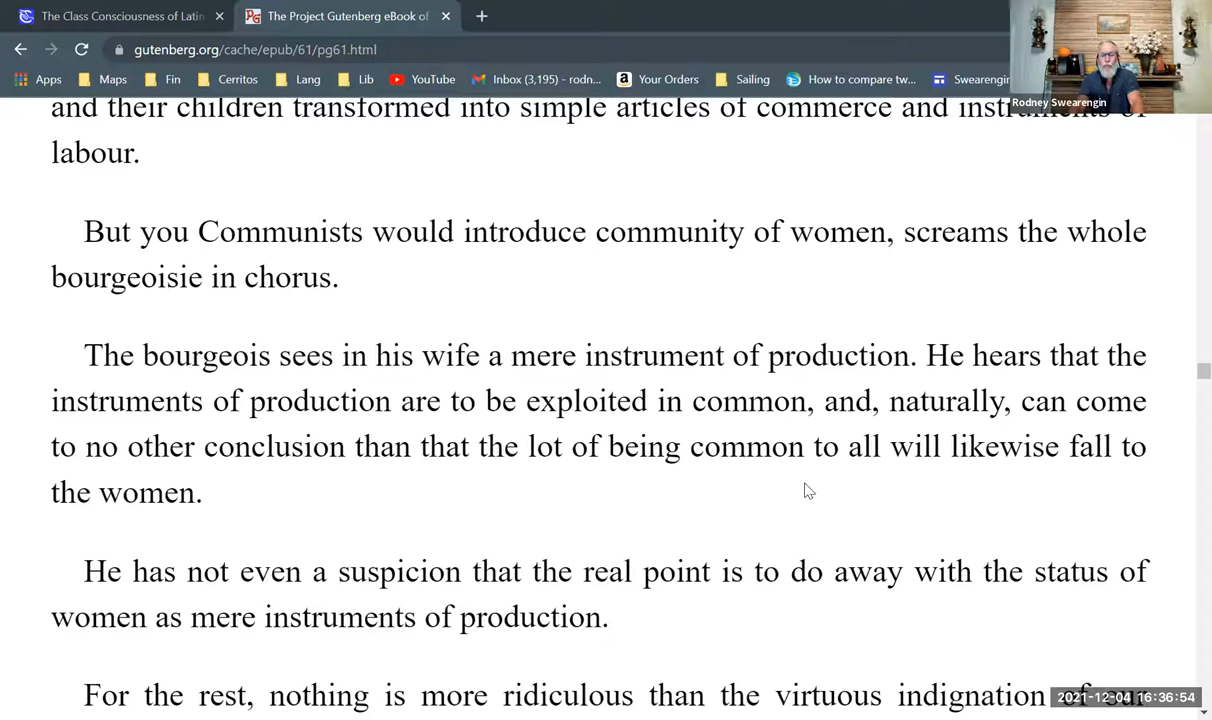 The Class Consciousness of Latin
The Project Gutenberg eBook of
gutenberg.org/cache/epub/61/pg61.html
Apps Maps Fin Cerritos Lang Lib YouTube Inbox (3,195) - rodn... Your Orders Sailing How to compare tw... Swearengin
Rodney Swearengin
and their children transformed into simple articles of commerce and instruments of
labour.
But you Communists would introduce community of women, screams the whole
bourgeoisie in chorus.
The bourgeois sees in his wife a mere instrument of production. He hears that the
instruments of production are to be exploited in common, and, naturally, can come
to no other conclusion than that the lot of being common to all will likewise fall to
the women.
He has not even a suspicion that the real point is to do away with the status of
women as mere instruments of production.
For the rest, nothing is more ridiculous than the virtuous indignation of our
2021-12-04 16:36:54